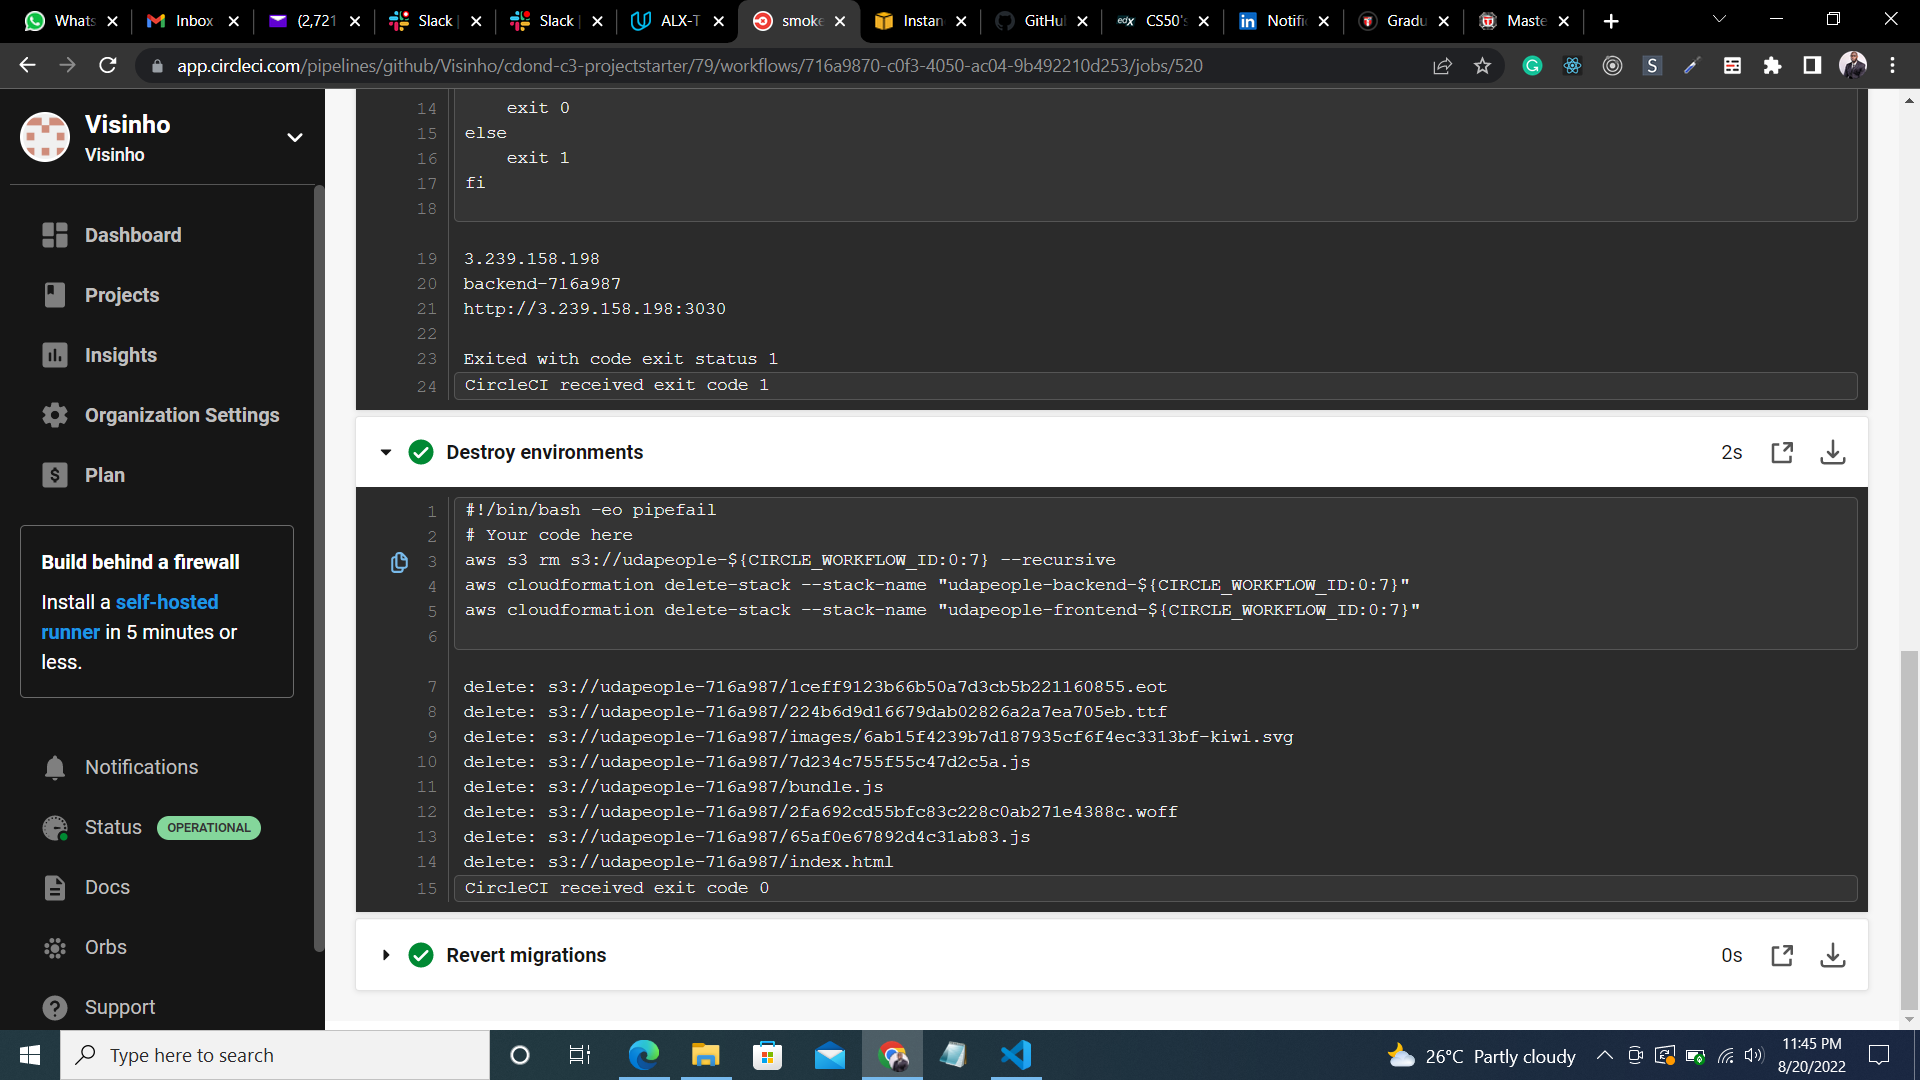 Whats
Inbox
(2,721
Slack
Slack
ALX-T
smoke
Instan
GitHu
edx CS50's
Notific
Gradu
Maste
app.circleci.com/pipelines/github/Visinho/cdond-c3-projectstarter/79/workflows/716a9870-c0f3-4050-ac04-9b492210d253/jobs/520
Visinho
Visinho
Dashboard
Projects
Insights
Organization Settings
Plan
Build behind a firewall
Install a self-hosted
runner in 5 minutes or
less.
Notifications
Status OPERATIONAL
Docs
Orbs
Support
14 exit 0
15 else
16 exit 1
17 fi
18
19 3.239.158.198
20 backend-716a987
21 http://3.239.158.198:3030
22
23 Exited with code exit status 1
24 CircleCI received exit code 1
Destroy environments 2s
1 #!/bin/bash -eo pipefail
2 # Your code here
3 aws s3 rm s3://udapeople-${CIRCLE_WORKFLOW_ID:0:7} --recursive
4 aws cloudformation delete-stack --stack-name "udapeople-backend-${CIRCLE_WORKFLOW_ID:0:7}"
5 aws cloudformation delete-stack --stack-name "udapeople-frontend-${CIRCLE_WORKFLOW_ID:0:7}"
6
7 delete: s3://udapeople-716a987/1ceff9123b66b50a7d3cb5b221160855.eot
8 delete: s3://udapeople-716a987/224b6d9d16679dab02826a2a7ea705eb.ttf
9 delete: s3://udapeople-716a987/images/6ab15f4239b7d187935cf6f4ec3313bf-kiwi.svg
10 delete: s3://udapeople-716a987/7d234c755f55c47d2c5a.js
11 delete: s3://udapeople-716a987/bundle.js
12 delete: s3://udapeople-716a987/2fa692cd55bfc83c228c0ab271e4388c.woff
13 delete: s3://udapeople-716a987/65af0e67892d4c31ab83.js
14 delete: s3://udapeople-716a987/index.html
15 CircleCI received exit code 0
Revert migrations 0s
Type here to search
26°C Partly cloudy
11:45 PM
8/20/2022